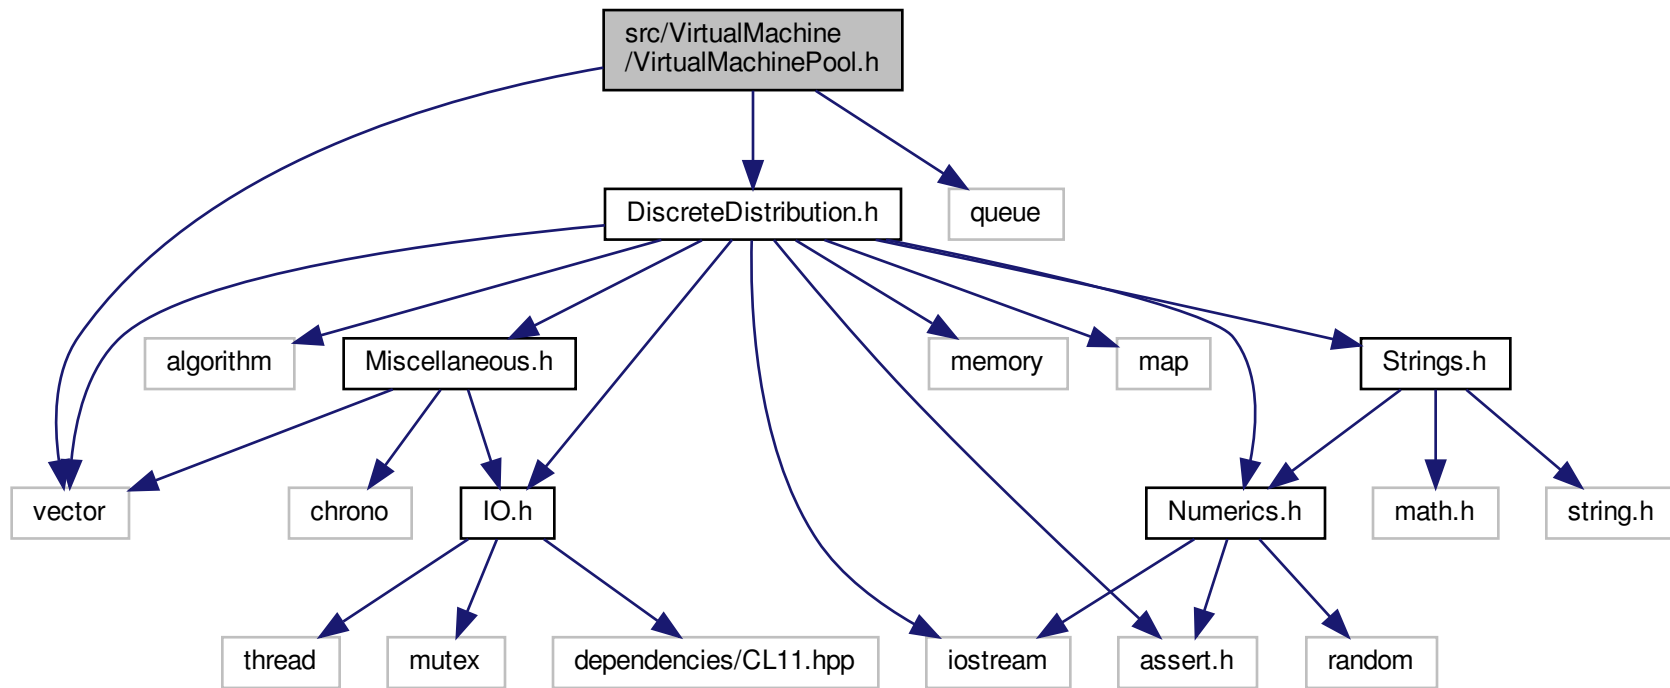 src/VirtualMachine
/VirtualMachinePool.h
DiscreteDistribution.h
queue
algorithm
Miscellaneous.h
memory
map
Strings.h
vector
chrono
IO.h
Numerics.h
math.h
string.h
thread
mutex
dependencies/CL11.hpp
iostream
assert.h
random